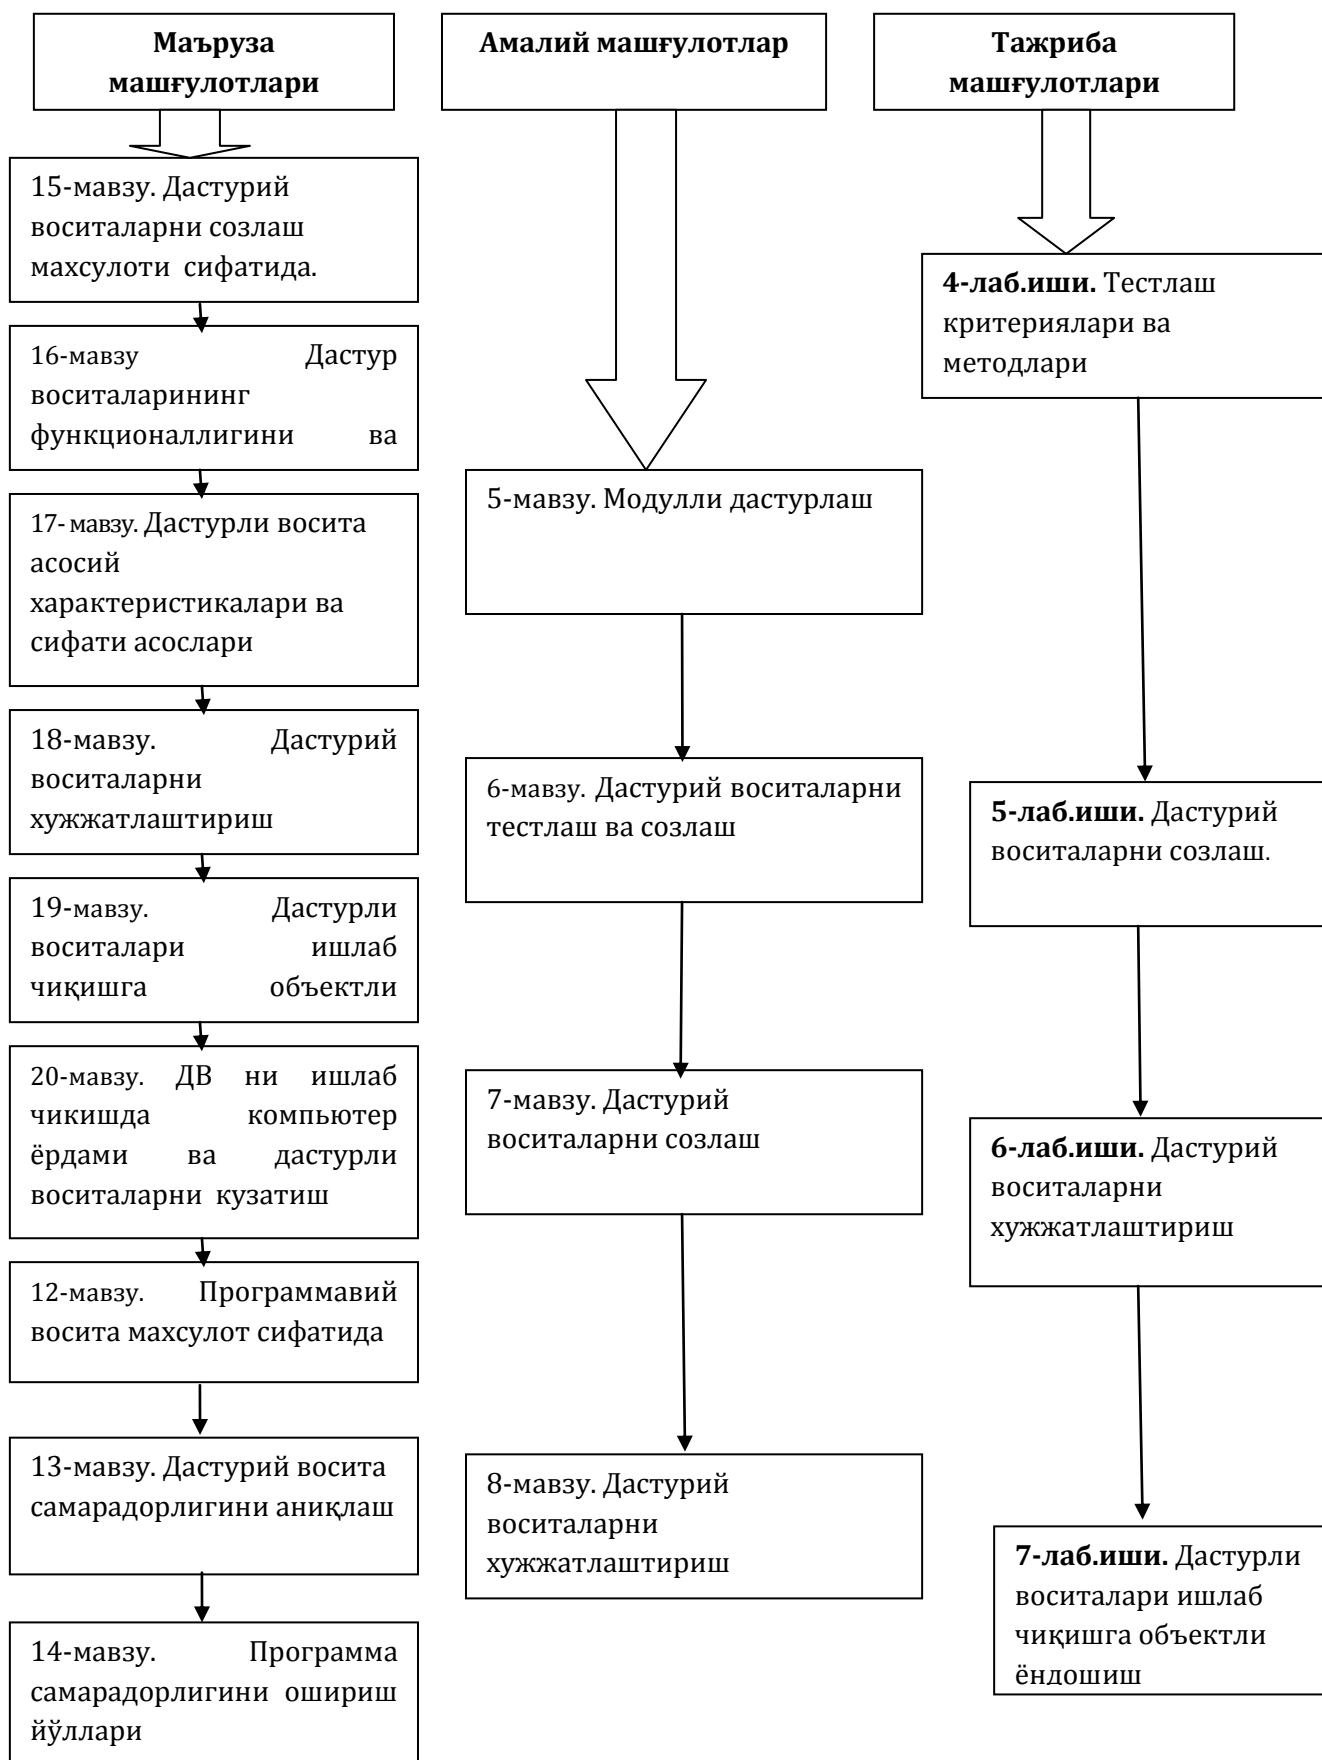 Маъруза
машғулотлари
15-мавзу. Дастурий
воситаларни созлаш
махсулоти сифатида.
16-мавзу Дастур
воситаларининг
функционаллигини ва
17- мавзу. Дастурли восита
асосий
характеристикалари ва
сифати асослари
18-мавзу. Дастурий
воситаларни
хужжатлаштириш
19-мавзу. Дастурли
воситалари ишлаб
чиқишга объектли
20-мавзу. ДВ ни ишлаб
чикишда компьютер
ёрдами ва дастурли
воситаларни кузатиш
12-мавзу. Программавий
восита махсулот сифатида
13-мавзу. Дастурий восита
самарадорлигини аниқлаш
14-мавзу. Программа
самарадорлигини ошириш
йўллари
Амалий машғулотлар
5-мавзу. Модулли дастурлаш
6-мавзу. Дастурий воситаларни
тестлаш ва созлаш
7-мавзу. Дастурий
воситаларни созлаш
8-мавзу. Дастурий
воситаларни
хужжатлаштириш
Тажриба
машғулотлари
4-лаб.иши. Тестлаш
критериялари ва
методлари
5-лаб.иши. Дастурий
воситаларни созлаш.
6-лаб.иши. Дастурий
воситаларни
хужжатлаштириш
7-лаб.иши. Дастурли
воситалари ишлаб
чиқишга объектли
ёндошиш